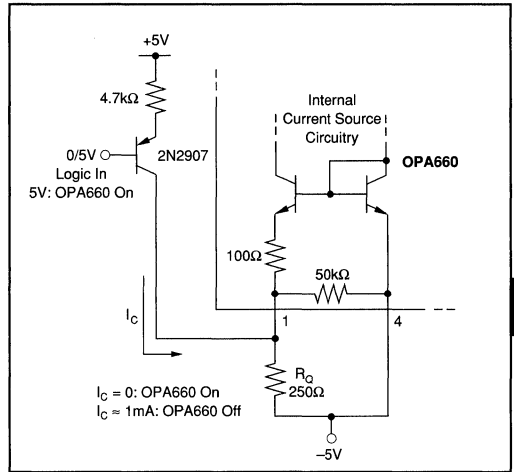 +5V
4.7kΩ
Internal
Current Source
Circuitry
OPA660
0/5V
2N2907
Logic In
5V: OPA660 On
100Ω
50kΩ
I_C
1
4
R_Q
250Ω
I_C = 0: OPA660 On
I_C ≈ 1mA: OPA660 Off
–5V